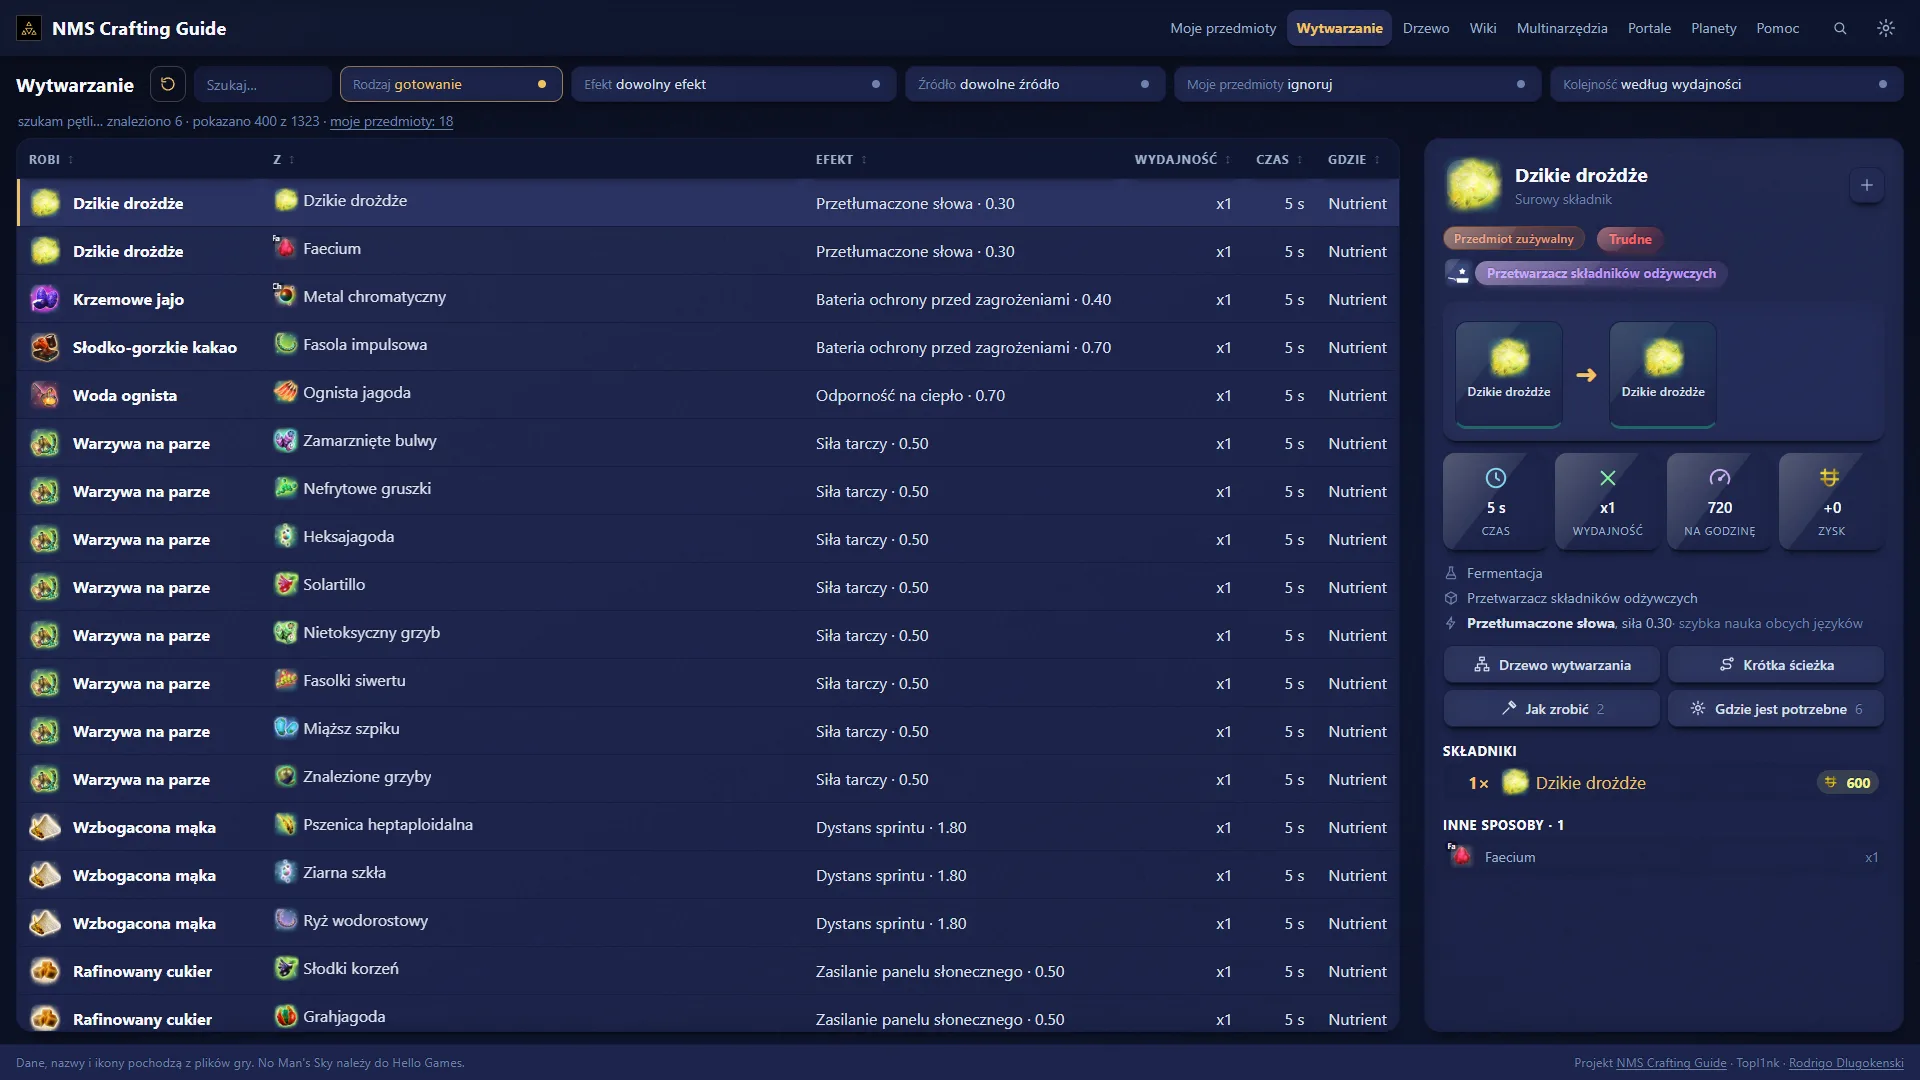 NMS Crafting Guide
Moje przedmioty Wytwarzanie Drzewo Wiki Multinarzędzia Portale Planety Pomoc
Wytwarzanie Szukaj... Rodzaj gotowanie Efekt dowolny efekt Źródło dowolne źródło Moje przedmioty ignoruj Kolejność według wydajności
szukam pętli... znaleziono 6 · pokazano 400 z 1323 · moje przedmioty: 18
ROBI Z EFEKT WYDAJNOŚĆ CZAS GDZIE
Dzikie drożdże Dzikie drożdże Przetłumaczone słowa · 0.30 x1 5 s Nutrient
Dzikie drożdże Fa Faecium Przetłumaczone słowa · 0.30 x1 5 s Nutrient
Krzemowe jajo Ch Metal chromatyczny Bateria ochrony przed zagrożeniami · 0.40 x1 5 s Nutrient
Słodko-gorzkie kakao Fasola impulsowa Bateria ochrony przed zagrożeniami · 0.70 x1 5 s Nutrient
Woda ognista Ognista jagoda Odporność na ciepło · 0.70 x1 5 s Nutrient
Warzywa na parze Zamarznięte bulwy Siła tarczy · 0.50 x1 5 s Nutrient
Warzywa na parze Nefrytowe gruszki Siła tarczy · 0.50 x1 5 s Nutrient
Warzywa na parze Heksajagoda Siła tarczy · 0.50 x1 5 s Nutrient
Warzywa na parze Solartillo Siła tarczy · 0.50 x1 5 s Nutrient
Warzywa na parze Nietoksyczny grzyb Siła tarczy · 0.50 x1 5 s Nutrient
Warzywa na parze Fasolki siwertu Siła tarczy · 0.50 x1 5 s Nutrient
Warzywa na parze Miąższ szpiku Siła tarczy · 0.50 x1 5 s Nutrient
Warzywa na parze Znalezione grzyby Siła tarczy · 0.50 x1 5 s Nutrient
Wzbogacona mąka Pszenica heptaploidalna Dystans sprintu · 1.80 x1 5 s Nutrient
Wzbogacona mąka Ziarna szkła Dystans sprintu · 1.80 x1 5 s Nutrient
Wzbogacona mąka Ryż wodorostowy Dystans sprintu · 1.80 x1 5 s Nutrient
Rafinowany cukier Słodki korzeń Zasilanie panelu słonecznego · 0.50 x1 5 s Nutrient
Rafinowany cukier Grahjagoda Zasilanie panelu słonecznego · 0.50 x1 5 s Nutrient
Dzikie drożdże
Surowy składnik
Przedmiot zużywalny Trudne
Przetwarzacz składników odżywczych
Dzikie drożdże Dzikie drożdże
5 s x1 720 +0
CZAS WYDAJNOŚĆ NA GODZINĘ ZYSK
Fermentacja
Przetwarzacz składników odżywczych
Przetłumaczone słowa, siła 0.30· szybka nauka obcych języków
Drzewo wytwarzania Krótka ścieżka
Jak zrobić 2 Gdzie jest potrzebne 6
SKŁADNIKI
1× Dzikie drożdże 600
INNE SPOSOBY · 1
Fa Faecium x1
Dane, nazwy i ikony pochodzą z plików gry. No Man's Sky należy do Hello Games.
Projekt NMS Crafting Guide · Topl1nk · Rodrigo Dlugokenski